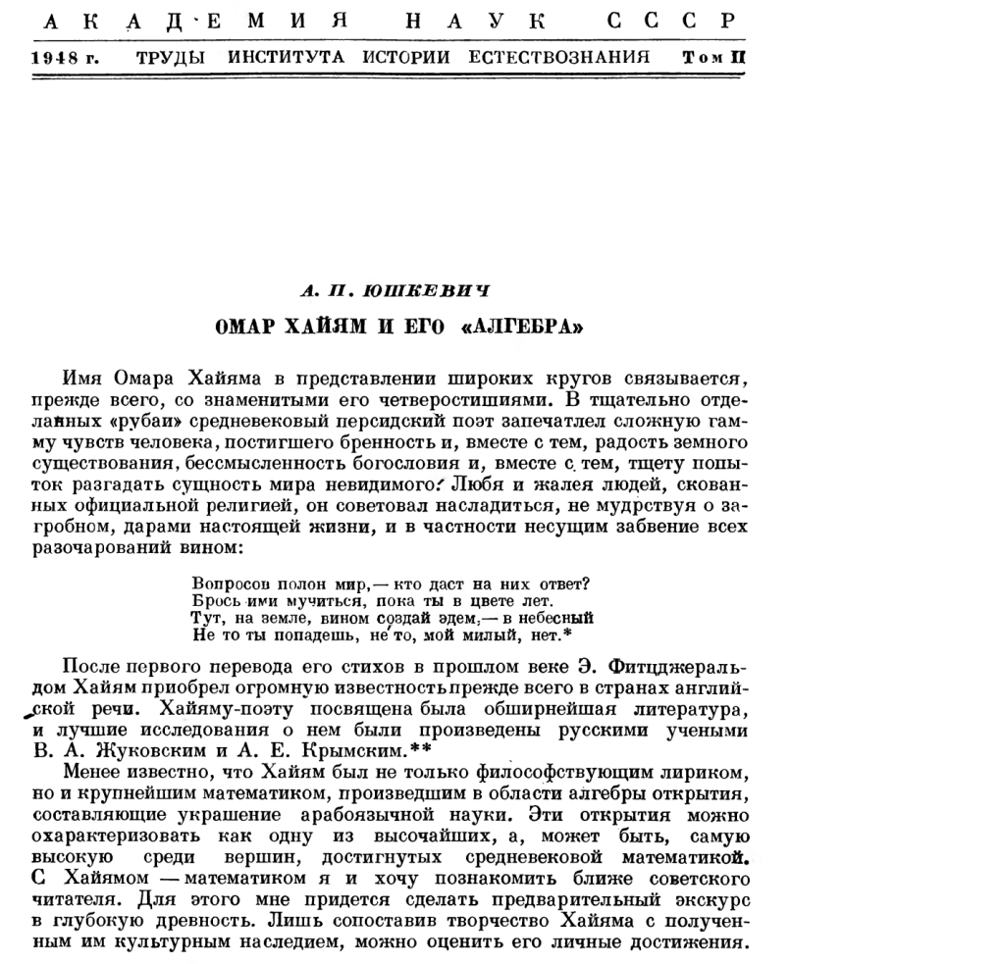 АКАДЕМИЯ НАУК СССР
1948 г. ТРУДЫ ИНСТИТУТА ИСТОРИИ ЕСТЕСТВОЗНАНИЯ Том II
А. П. ЮШКЕВИЧ
ОМАР ХАЙЯМ И ЕГО «АЛГЕБРА»
Имя Омара Хайяма в представлении широких кругов связывается,
прежде всего, со знаменитыми его четверостишиями. В тщательно отде-
ланных «рубаи» средневековый персидский поэт запечатлел сложную гам-
му чувств человека, постигшего бренность и, вместе с тем, радость земного
существования, бессмысленность богословия и, вместе с тем, тщету попы-
ток разгадать сущность мира невидимого. Любя и жалея людей, скован-
ных официальной религией, он советовал насладиться, не мудрствуя о за-
гробном, дарами настоящей жизни, и в частности несущим забвение всех
разочарований вином:
Вопросов полон мир,— кто даст на них ответ?
Брось ими мучиться, пока ты в цвете лет.
Тут, на земле, вином создай эдем,— в небесный
Не то ты попадешь, не то, мой милый, нет.*
После первого перевода его стихов в прошлом веке Э. Фитцджераль-
дом Хайям приобрел огромную известность прежде всего в странах англий-
ской речи. Хайяму-поэту посвящена была обширнейшая литература,
и лучшие исследования о нем были произведены русскими учеными
В. А. Жуковским и А. Е. Крымским.**
Менее известно, что Хайям был не только философствующим лириком,
но и крупнейшим математиком, произведшим в области алгебры открытия,
составляющие украшение арабоязычной науки. Эти открытия можно
охарактеризовать как одну из высочайших, а, может быть, самую
высокую среди вершин, достигнутых средневековой математикой.
С Хайямом — математиком я и хочу познакомить ближе советского
читателя. Для этого мне придется сделать предварительный экскурс
в глубокую древность. Лишь сопоставив творчество Хайяма с получен-
ным им культурным наследием, можно оценить его личные достижения.